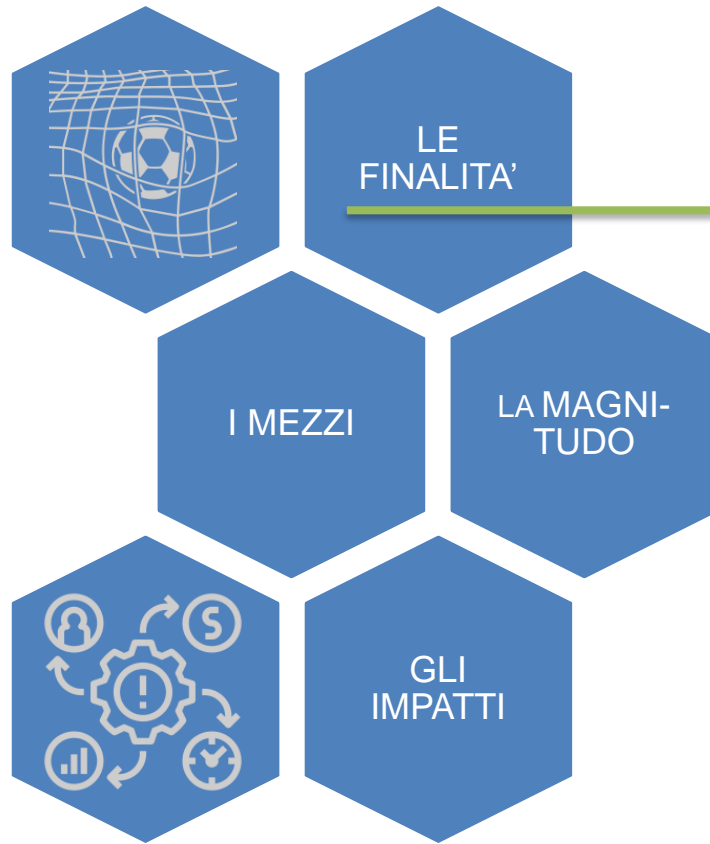 LE
FINALITA’
I MEZZI
LA MAGNI-
TUDO
GLI
IMPATTI